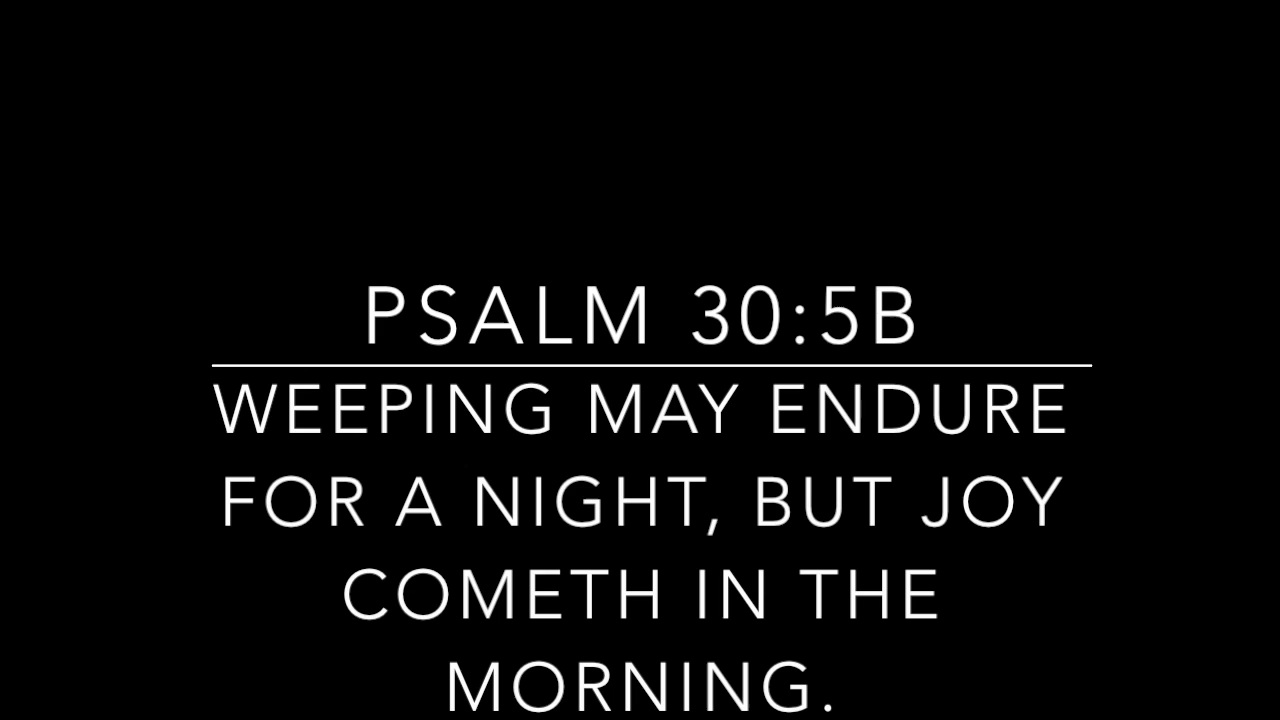 PSALM 30:5B
WEEPING MAY ENDURE
FOR A NIGHT, BUT JOY
COMETH IN THE
MORNING.